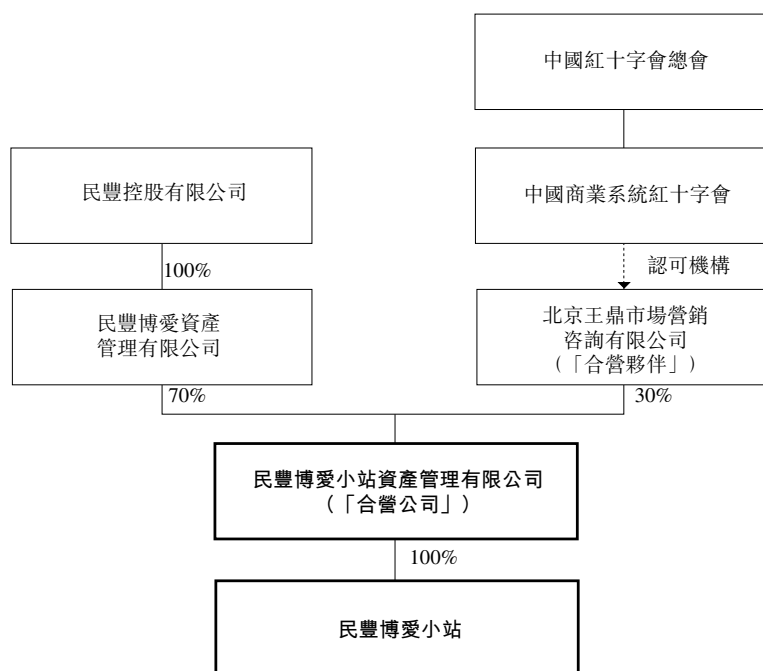 中國紅十字會總會
民豐控股有限公司
中國商業系統紅十字會
100%
認可機構
民豐博愛資產
管理有限公司
北京王鼎市場營銷
咨詢有限公司
（「合營夥伴」）
70%
30%
民豐博愛小站資產管理有限公司
（「合營公司」）
100%
民豐博愛小站